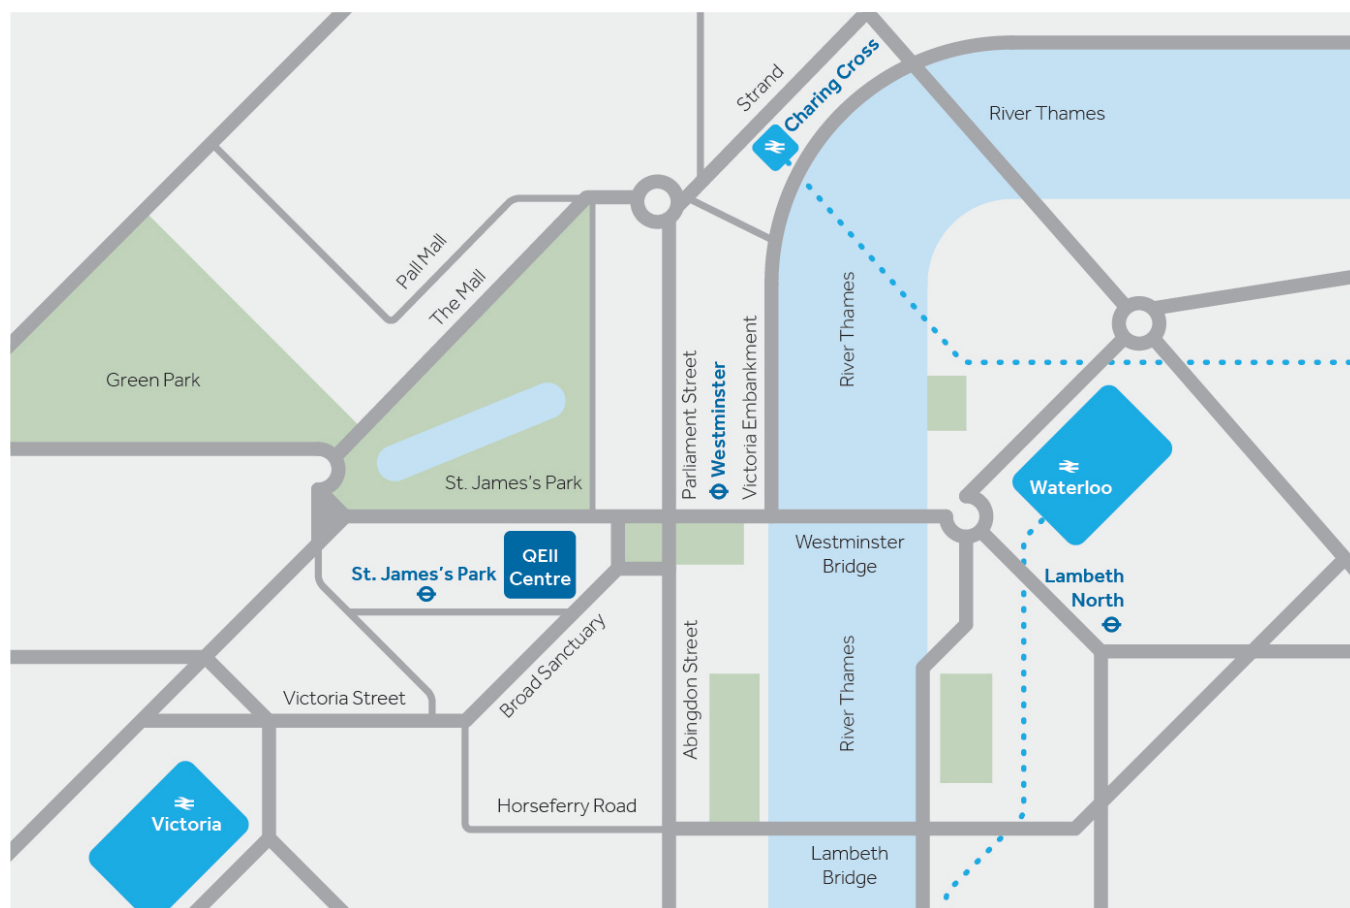 Strand
Charing Cross
River Thames
Pall Mall
The Mall
Green Park
River Thames
Parliament Street
Westminster
Victoria Embankment
St. James's Park
Waterloo
QEII
Centre
St. James's Park
Westminster
Bridge
Lambeth
North
Broad Sanctuary
Abingdon Street
River Thames
Victoria Street
Victoria
Horseferry Road
Lambeth
Bridge